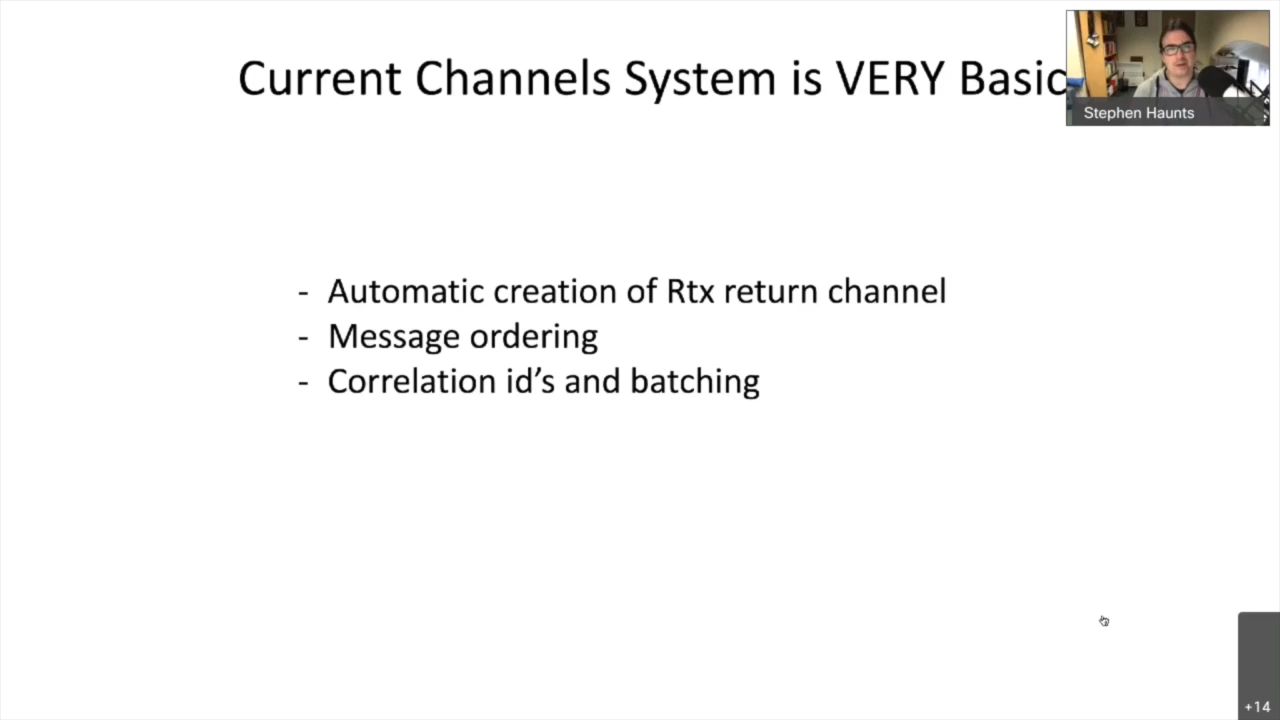 Current Channels System is VERY Basic
Stephen Haunts
- Automatic creation of Rtx return channel
- Message ordering
- Correlation id’s and batching
+14